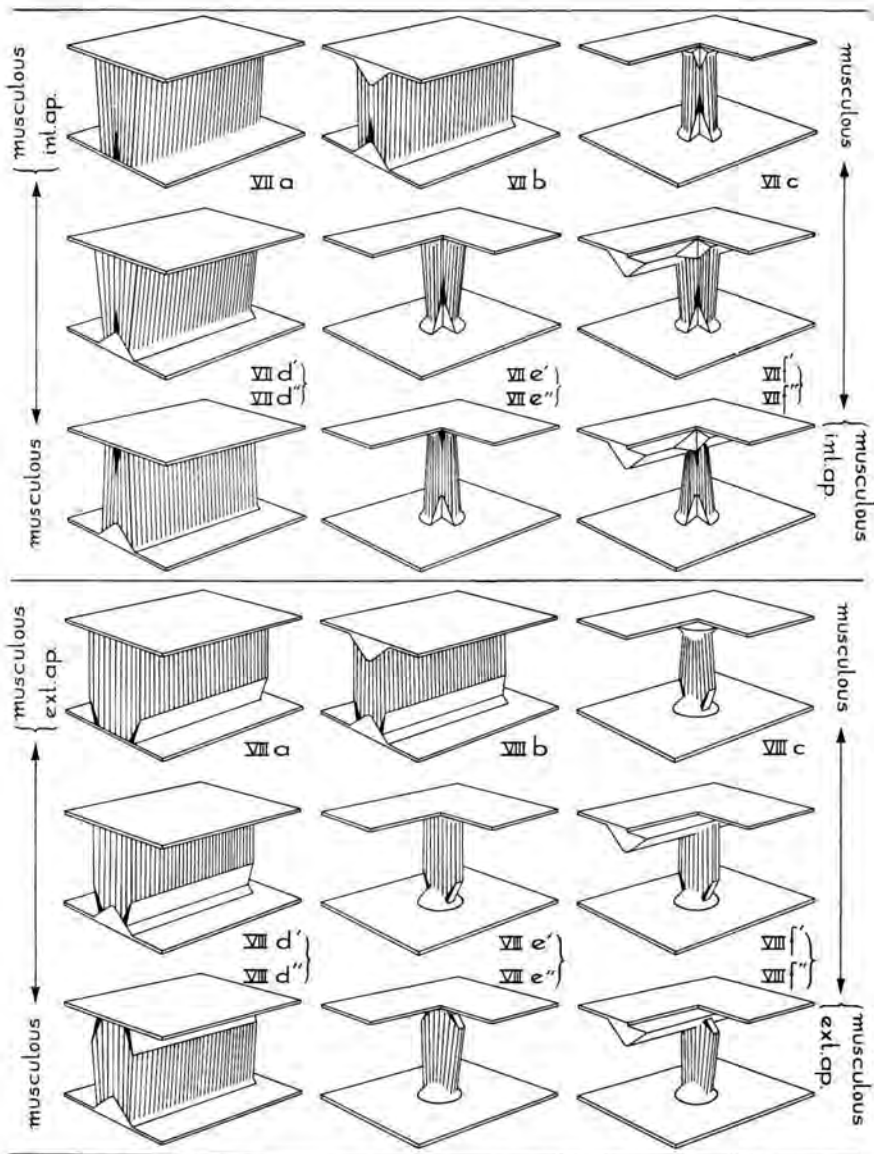 musculous
int.ap.
musculous
VII a
VII b
VII c
VII d'
VII d"
VII e'
VII e"
VII f'
VII f"
musculous
musculous
int.ap.
musculous
ext.ap.
musculous
VIII a
VIII b
VIII c
VIII d'
VIII d"
VIII e'
VIII e"
VIII f'
VIII f"
musculous
musculous
ext.ap.